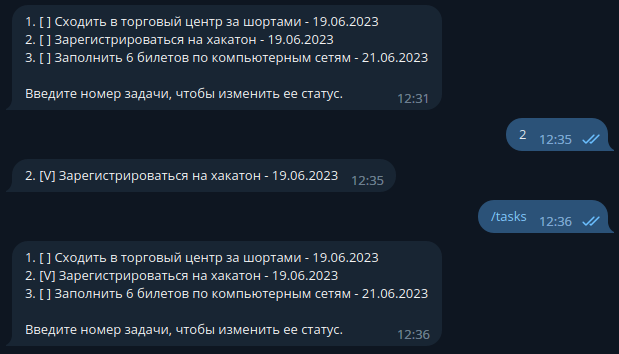 1. [ ] Сходить в торговый центр за шортами - 19.06.2023
2. [ ] Зарегистрироваться на хакатон - 19.06.2023
3. [ ] Заполнить 6 билетов по компьютерным сетям - 21.06.2023
Введите номер задачи, чтобы изменить ее статус.
12:31
2
12:35
2. [V] Зарегистрироваться на хакатон - 19.06.2023
12:35
/tasks
12:36
1. [ ] Сходить в торговый центр за шортами - 19.06.2023
2. [V] Зарегистрироваться на хакатон - 19.06.2023
3. [ ] Заполнить 6 билетов по компьютерным сетям - 21.06.2023
Введите номер задачи, чтобы изменить ее статус.
12:36